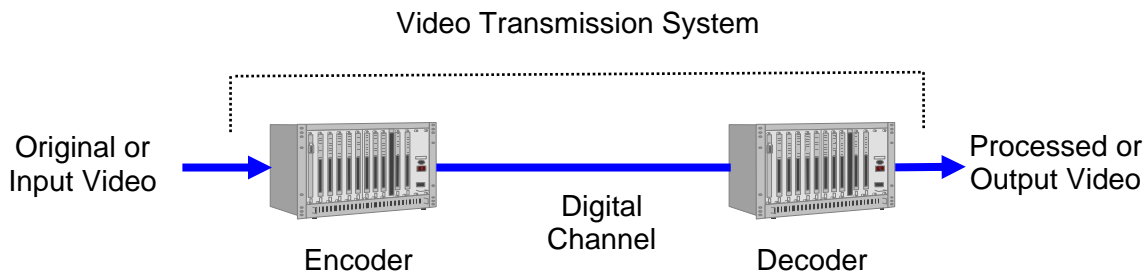 Video Transmission System
Original or
Input Video
Processed or
Output Video
Digital
Channel
Encoder
Decoder